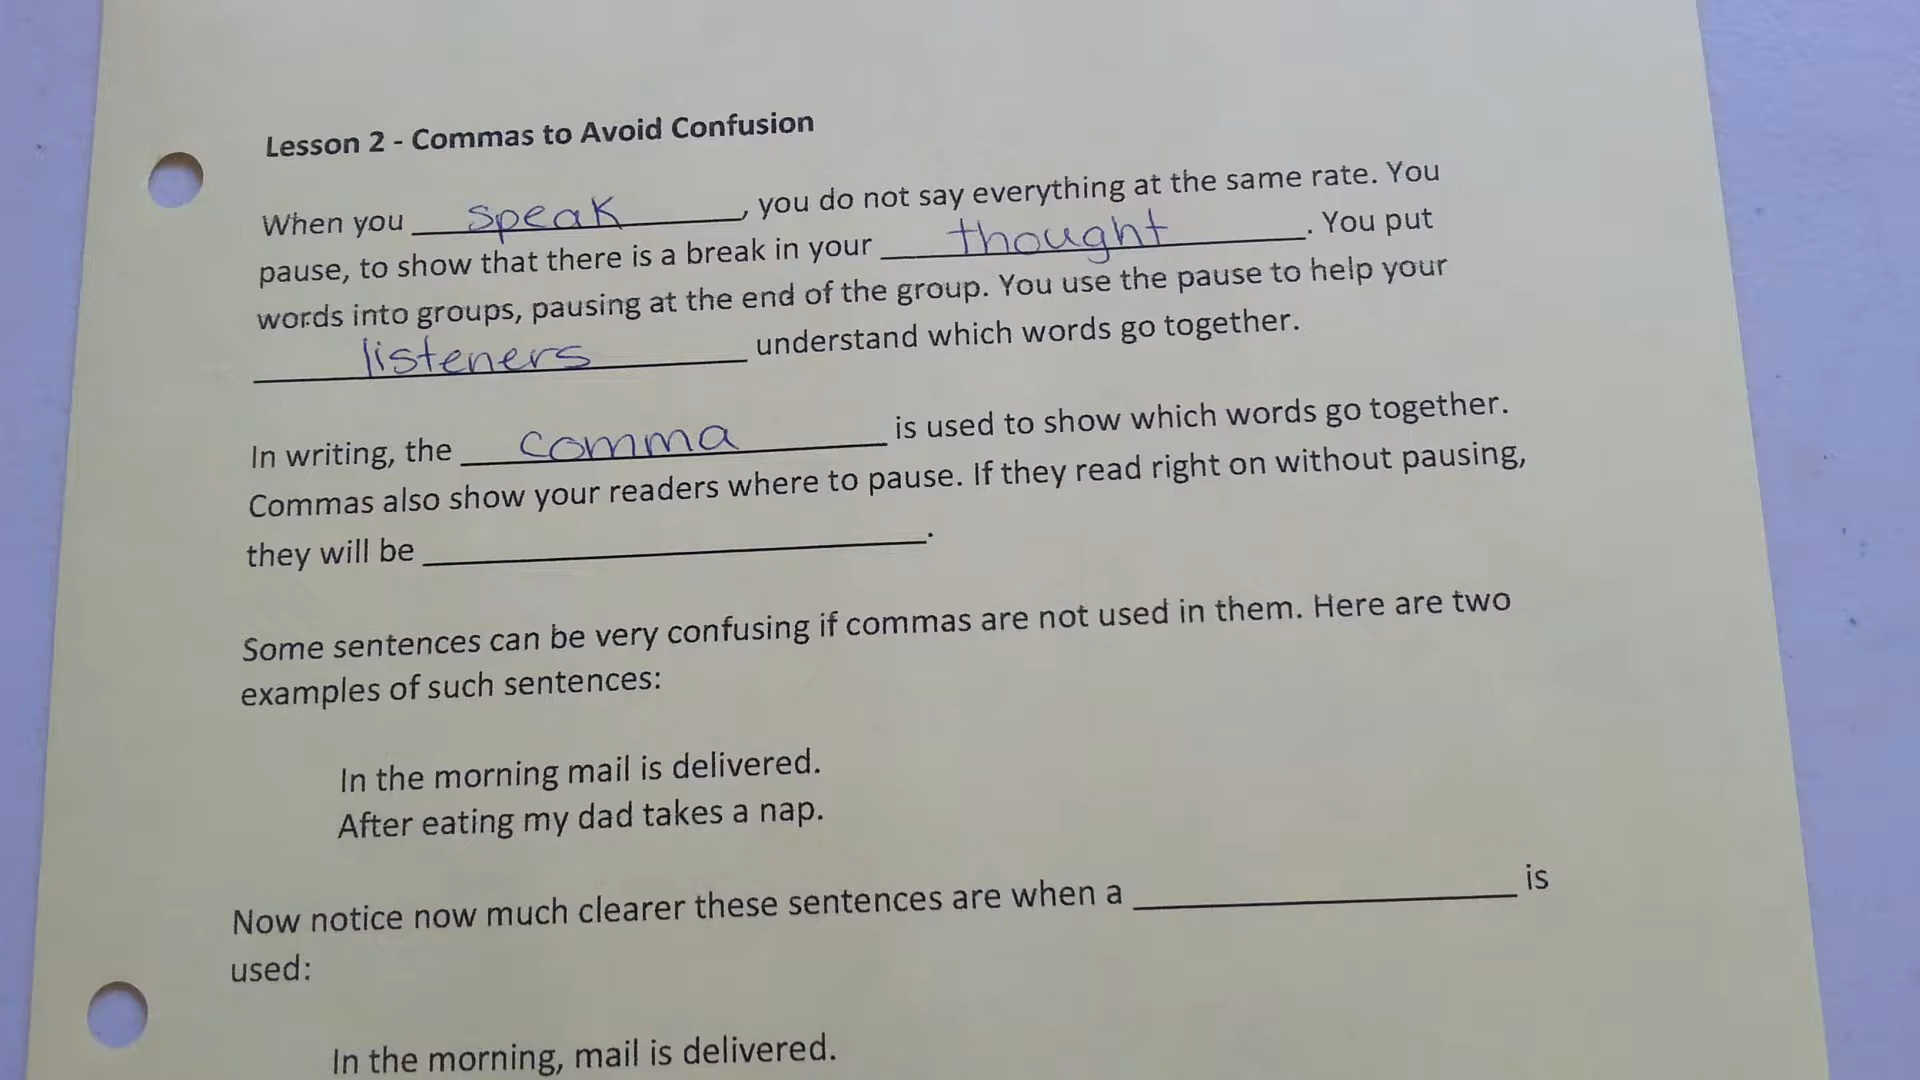 Lesson 2 - Commas to Avoid Confusion
When you speak, you do not say everything at the same rate. You
pause, to show that there is a break in your thought. You put
words into groups, pausing at the end of the group. You use the pause to help your
listeners understand which words go together.
In writing, the comma is used to show which words go together.
Commas also show your readers where to pause. If they read right on without pausing,
they will be ____________________.
Some sentences can be very confusing if commas are not used in them. Here are two
examples of such sentences:
In the morning mail is delivered.
After eating my dad takes a nap.
Now notice now much clearer these sentences are when a ____________________ is
used:
In the morning, mail is delivered.